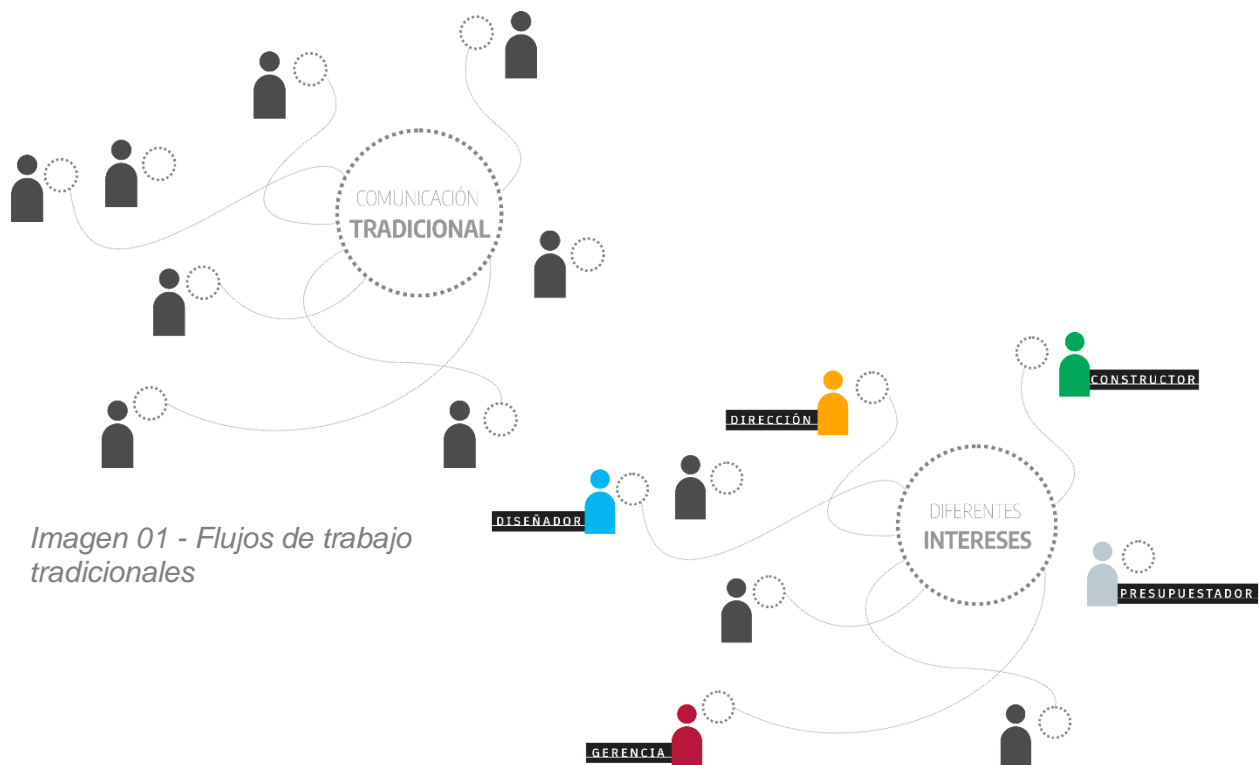 COMUNICACIÓN
TRADICIONAL
CONSTRUCTOR
DIRECCIÓN
DISEÑADOR
DIFERENTES
INTERESES
Imagen 01 - Flujos de trabajo
tradicionales
PRESUPUESTADOR
GERENCIA